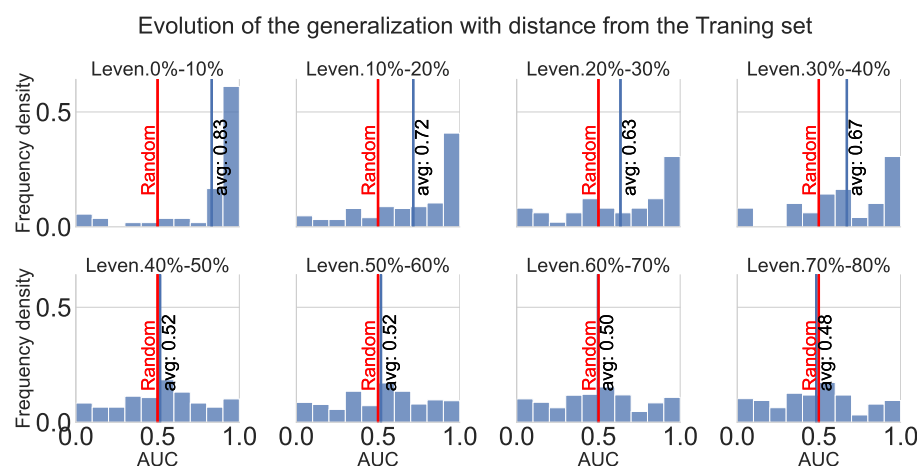 Evolution of the generalization with distance from the Traning set
Leven.0%-10%
Leven.10%-20%
Leven.20%-30%
Leven.30%-40%
Frequency density
0.5
0.0
Random
avg: 0.83
Random
avg: 0.72
Random
avg: 0.63
Random
avg: 0.67
Leven.40%-50%
Leven.50%-60%
Leven.60%-70%
Leven.70%-80%
Frequency density
0.5
0.0
Random
avg: 0.52
Random
avg: 0.52
Random
avg: 0.50
Random
avg: 0.48
0.0 0.5 1.0
0.0 0.5 1.0
0.0 0.5 1.0
0.0 0.5 1.0
AUC
AUC
AUC
AUC